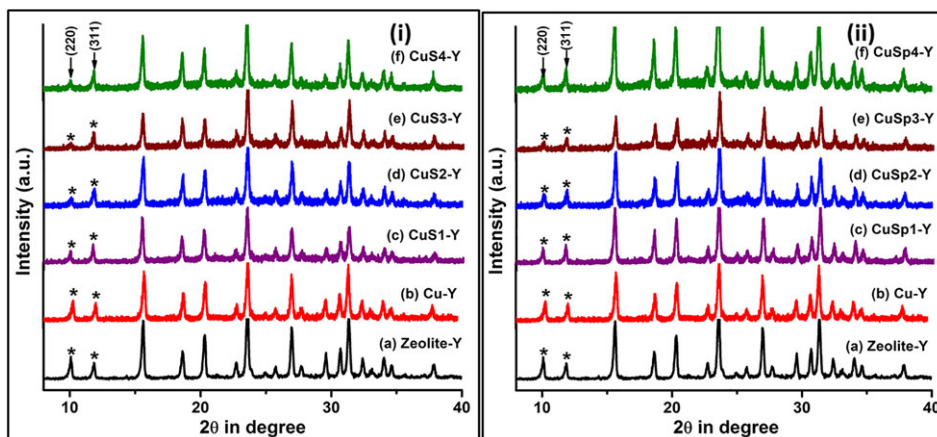 (i)
(220)
(311)
(f) CuS4-Y
(e) CuS3-Y
* *
(d) CuS2-Y
* *
(c) CuS1-Y
* *
(b) Cu-Y
* *
(a) Zeolite-Y
* *
Intensity (a.u.)
10 20 30 40
2θ in degree
(ii)
(220)
(311)
(f) CuSp4-Y
(e) CuSp3-Y
* *
(d) CuSp2-Y
* *
(c) CuSp1-Y
* *
(b) Cu-Y
* *
(a) Zeolite-Y
* *
Intensity (a.u.)
10 20 30 40
2θ in degree